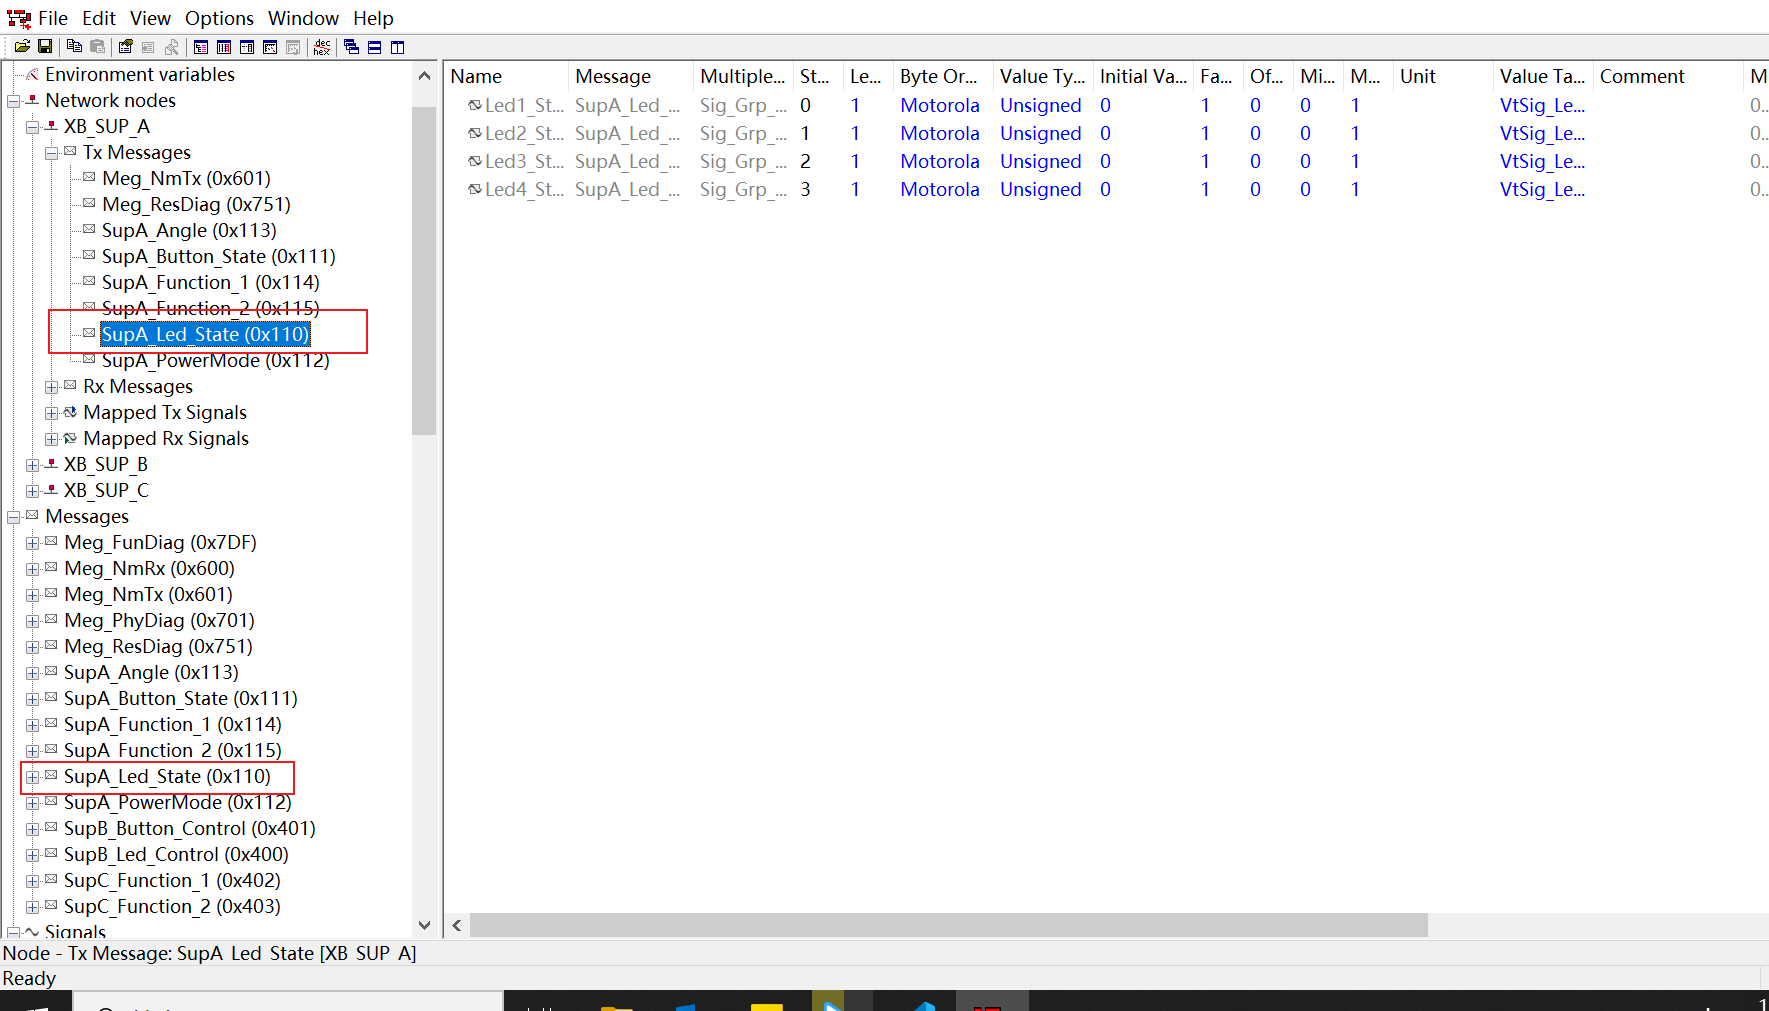 File Edit View Options Window Help
dec
hex
Environment variables
Network nodes
XB_SUP_A
Tx Messages
Meg_NmTx (0x601)
Meg_ResDiag (0x751)
SupA_Angle (0x113)
SupA_Button_State (0x111)
SupA_Function_1 (0x114)
SupA_Function_2 (0x115)
SupA_Led_State (0x110)
SupA_PowerMode (0x112)
Rx Messages
Mapped Tx Signals
Mapped Rx Signals
XB_SUP_B
XB_SUP_C
Messages
Meg_FunDiag (0x7DF)
Meg_NmRx (0x600)
Meg_NmTx (0x601)
Meg_PhyDiag (0x701)
Meg_ResDiag (0x751)
SupA_Angle (0x113)
SupA_Button_State (0x111)
SupA_Function_1 (0x114)
SupA_Function_2 (0x115)
SupA_Led_State (0x110)
SupA_PowerMode (0x112)
SupB_Button_Control (0x401)
SupB_Led_Control (0x400)
SupC_Function_1 (0x402)
SupC_Function_2 (0x403)
Signals
Name Message Multiple... St... Le... Byte Or... Value Ty... Initial Va... Fa... Of... Mi... M... Unit Value Ta... Comment M
Led1_St... SupA_Led_... Sig_Grp_... 0 1 Motorola Unsigned 0 1 0 0 1 VtSig_Le... 0..
Led2_St... SupA_Led_... Sig_Grp_... 1 1 Motorola Unsigned 0 1 0 0 1 VtSig_Le... 0..
Led3_St... SupA_Led_... Sig_Grp_... 2 1 Motorola Unsigned 0 1 0 0 1 VtSig_Le... 0..
Led4_St... SupA_Led_... Sig_Grp_... 3 1 Motorola Unsigned 0 1 0 0 1 VtSig_Le... 0..
Node - Tx Message: SupA_Led_State [XB_SUP_A]
Ready